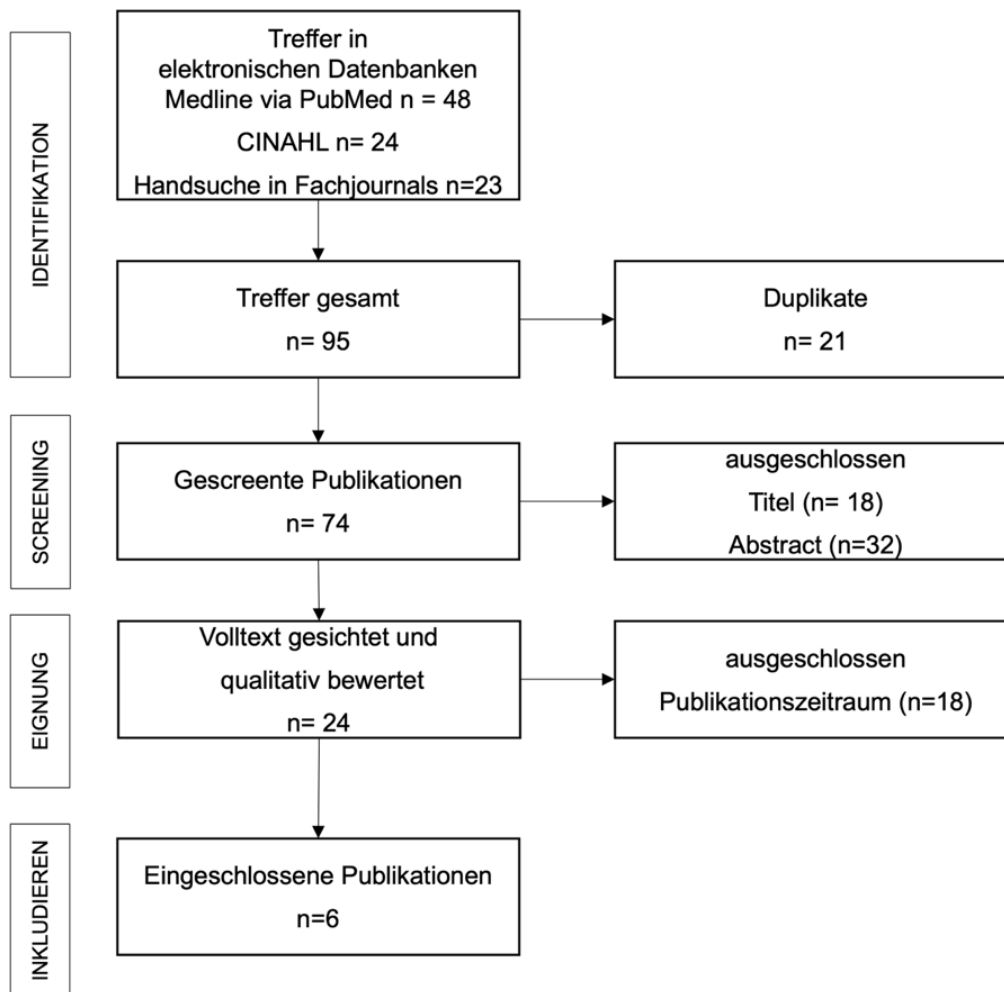 IDENTIFIKATION
Treffer in
elektronischen Datenbanken
Medline via PubMed n = 48
CINAHL n= 24
Handsuche in Fachjournals n=23
Treffer gesamt
n= 95
Duplikate
n= 21
SCREENING
Gescreente Publikationen
n= 74
ausgeschlossen
Titel (n= 18)
Abstract (n=32)
EIGNUNG
Volltext gesichtet und
qualitativ bewertet
n= 24
ausgeschlossen
Publikationszeitraum (n=18)
INKLUDIEREN
Eingeschlossene Publikationen
n=6